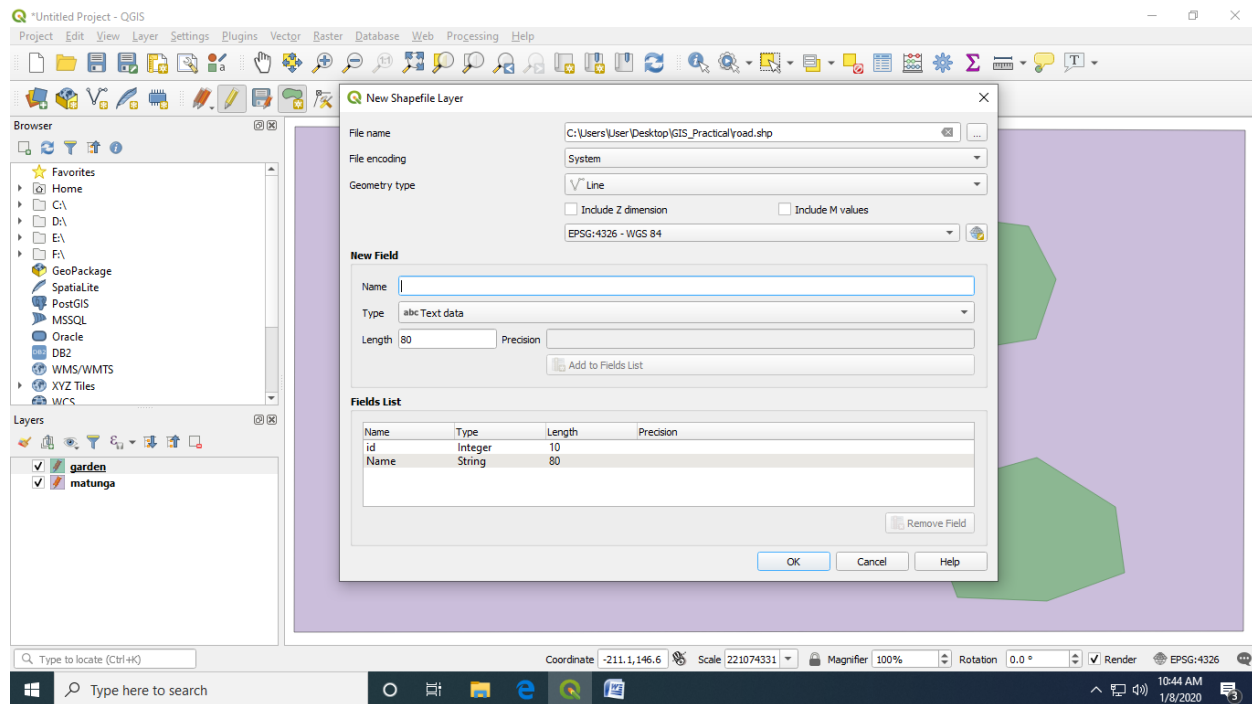 *Untitled Project - QGIS
Project Edit View Layer Settings Plugins Vector Raster Database Web Processing Help
New Shapefile Layer
File name C:\Users\User\Desktop\GIS_Practical\road.shp ...
File encoding System
Geometry type Line
Include Z dimension Include M values
EPSG:4326 - WGS 84
New Field
Name
Type abc Text data
Length 80 Precision
Add to Fields List
Fields List
Name Type Length Precision
id Integer 10
Name String 80
Remove Field
OK Cancel Help
Browser
Favorites
Home
C:\
D:\
E:\
F:\
GeoPackage
SpatiaLite
PostGIS
MSSQL
Oracle
DB2 DB2
WMS/WMTS
XYZ Tiles
WCS
Layers
garden
matunga
Type to locate (Ctrl+K) Coordinate -211.1,146.6 Scale 221074331 Magnifier 100% Rotation 0.0 ° Render EPSG:4326
Type here to search
10:44 AM
1/8/2020
3